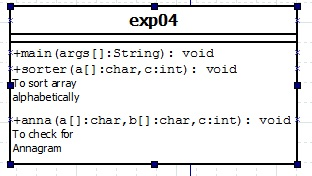 exp04
+main(args[]:String): void
+sorter(a[]:char,c:int): void
To sort array
alphabetically
+anna(a[]:char,b[]:char,c:int): void
To check for
Annagram